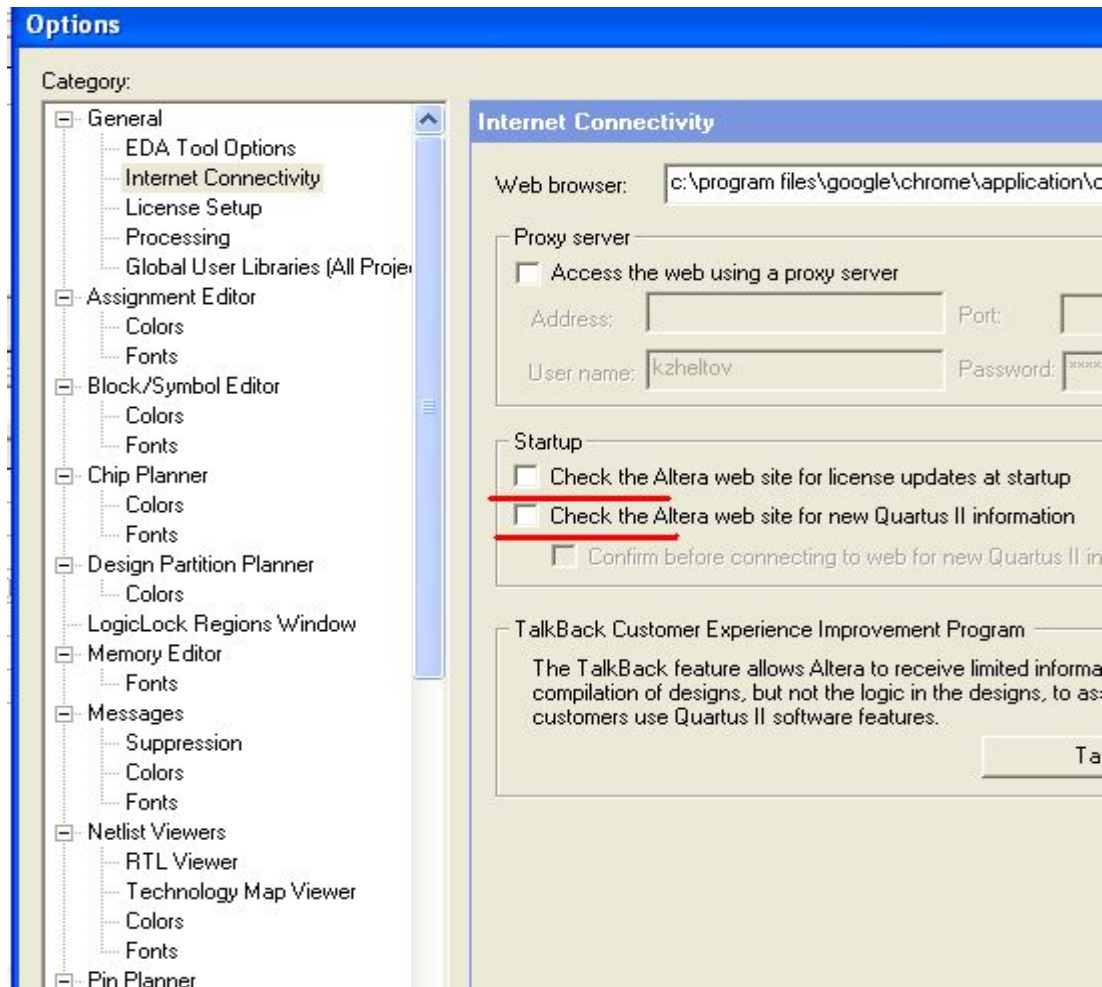 Options
Category:
General
EDA Tool Options
Internet Connectivity
License Setup
Processing
Global User Libraries (All Proje
Assignment Editor
Colors
Fonts
Block/Symbol Editor
Colors
Fonts
Chip Planner
Colors
Fonts
Design Partition Planner
Colors
LogicLock Regions Window
Memory Editor
Fonts
Messages
Suppression
Colors
Fonts
Netlist Viewers
RTL Viewer
Technology Map Viewer
Colors
Fonts
Pin Planner
Internet Connectivity
Web browser: c:\program files\google\chrome\application\c
Proxy server
Access the web using a proxy server
Address: Port:
User name: kzheltov Password: ****
Startup
Check the Altera web site for license updates at startup
Check the Altera web site for new Quartus II information
Confirm before connecting to web for new Quartus II in
TalkBack Customer Experience Improvement Program
The TalkBack feature allows Altera to receive limited informa
compilation of designs, but not the logic in the designs, to as
customers use Quartus II software features.
Ta